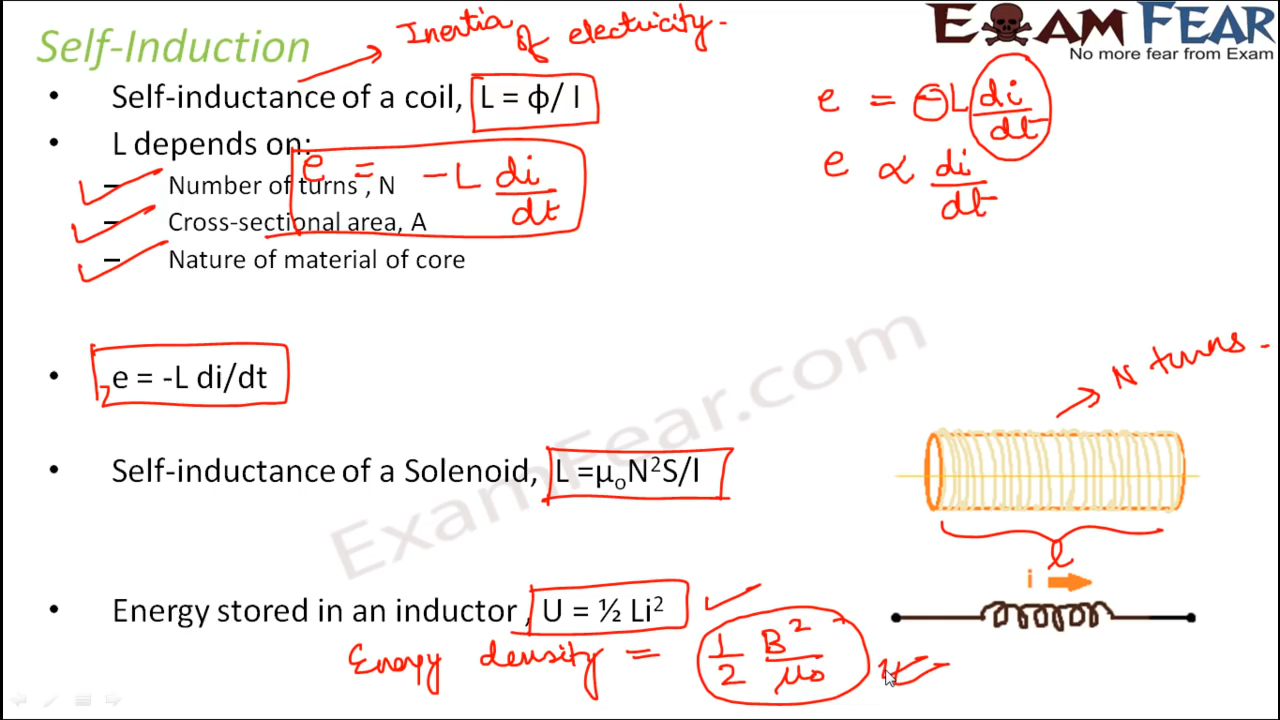 Self-Induction
Inertia of electricity.
EXAM FEAR
No more fear from Exam
• Self-inductance of a coil, L = ϕ/ I
e = -L di/dt
• L depends on:
e = -L di/dt
e ∝ di/dt
– Number of turns , N
– Cross-sectional area, A
– Nature of material of core
• e = -L di/dt
N turns.
• Self-inductance of a Solenoid, L =μ₀N²S/l
l
i
• Energy stored in an inductor , U = ½ Li²
Energy density = 1/2 B²/μ₀
ExamFear.com